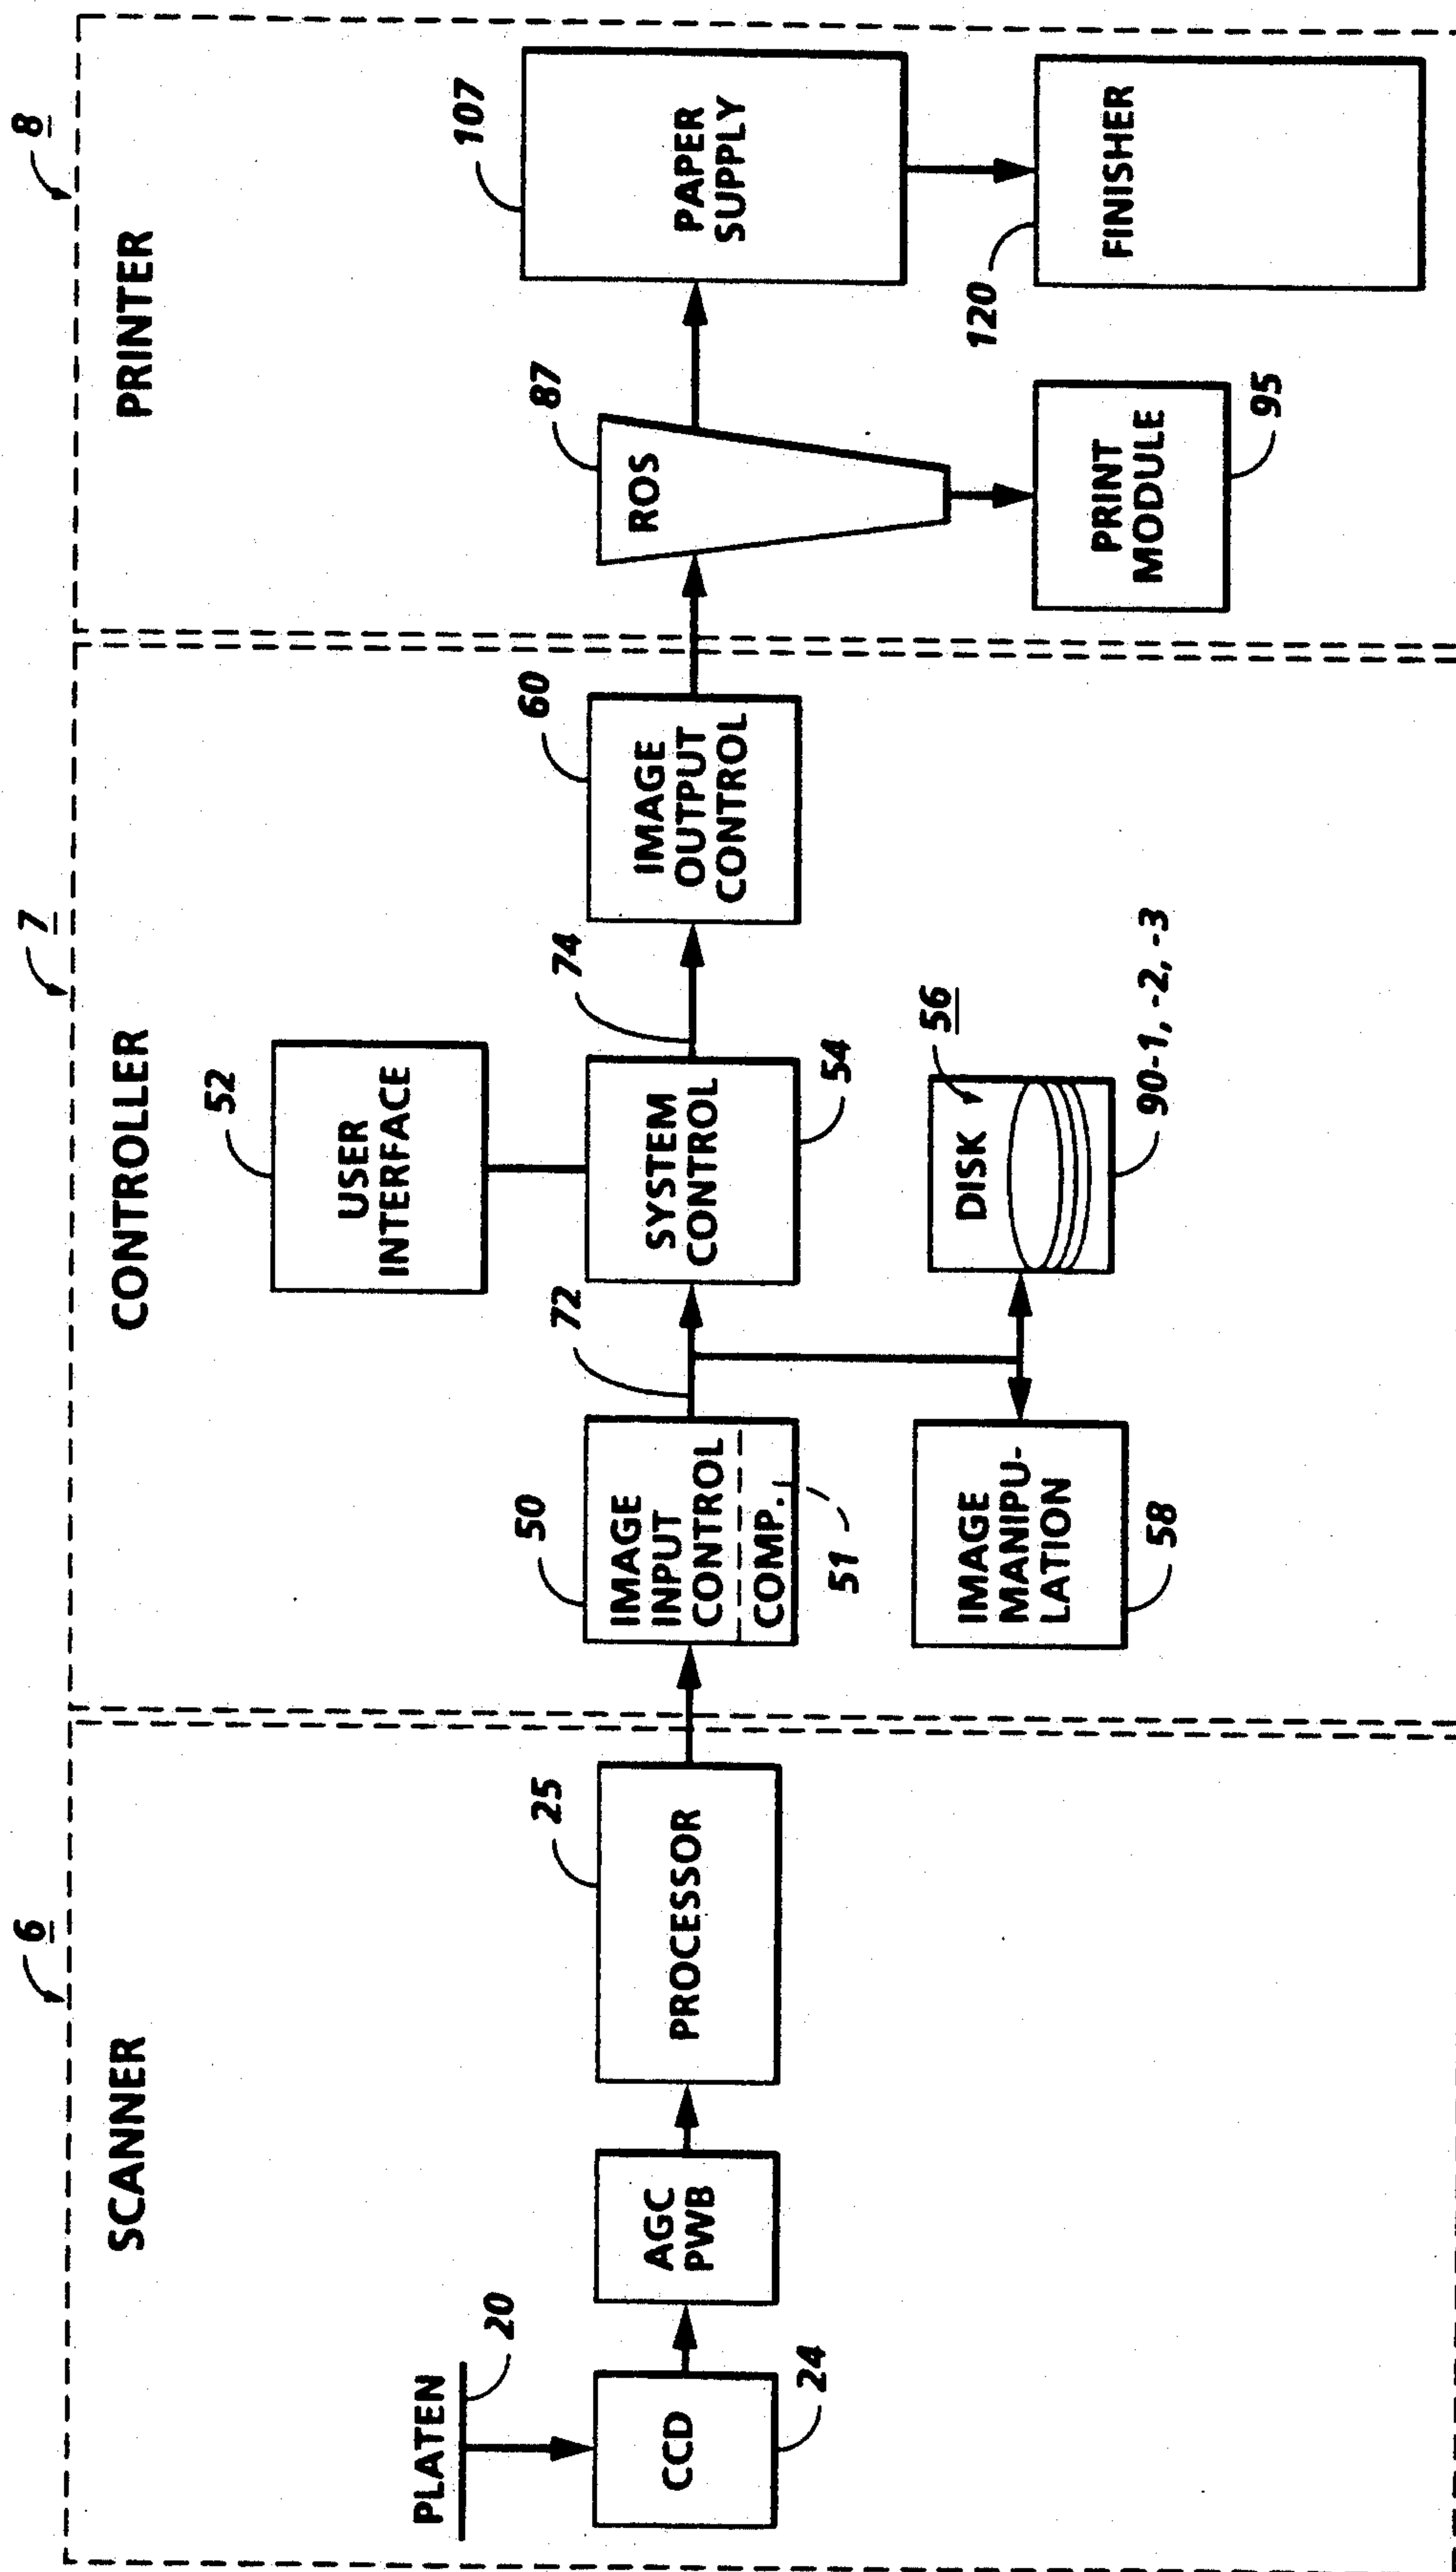 6
SCANNER
PLATEN
20
CCD
24
AGC
PWB
PROCESSOR
25
7
CONTROLLER
USER
INTERFACE
52
IMAGE
INPUT
CONTROL
COMP.
50
51
72
SYSTEM
CONTROL
54
74
IMAGE
OUTPUT
CONTROL
60
IMAGE
MANIPU-
LATION
58
DISK
56
90-1, -2, -3
8
PRINTER
ROS
87
PAPER
SUPPLY
107
PRINT
MODULE
95
FINISHER
120